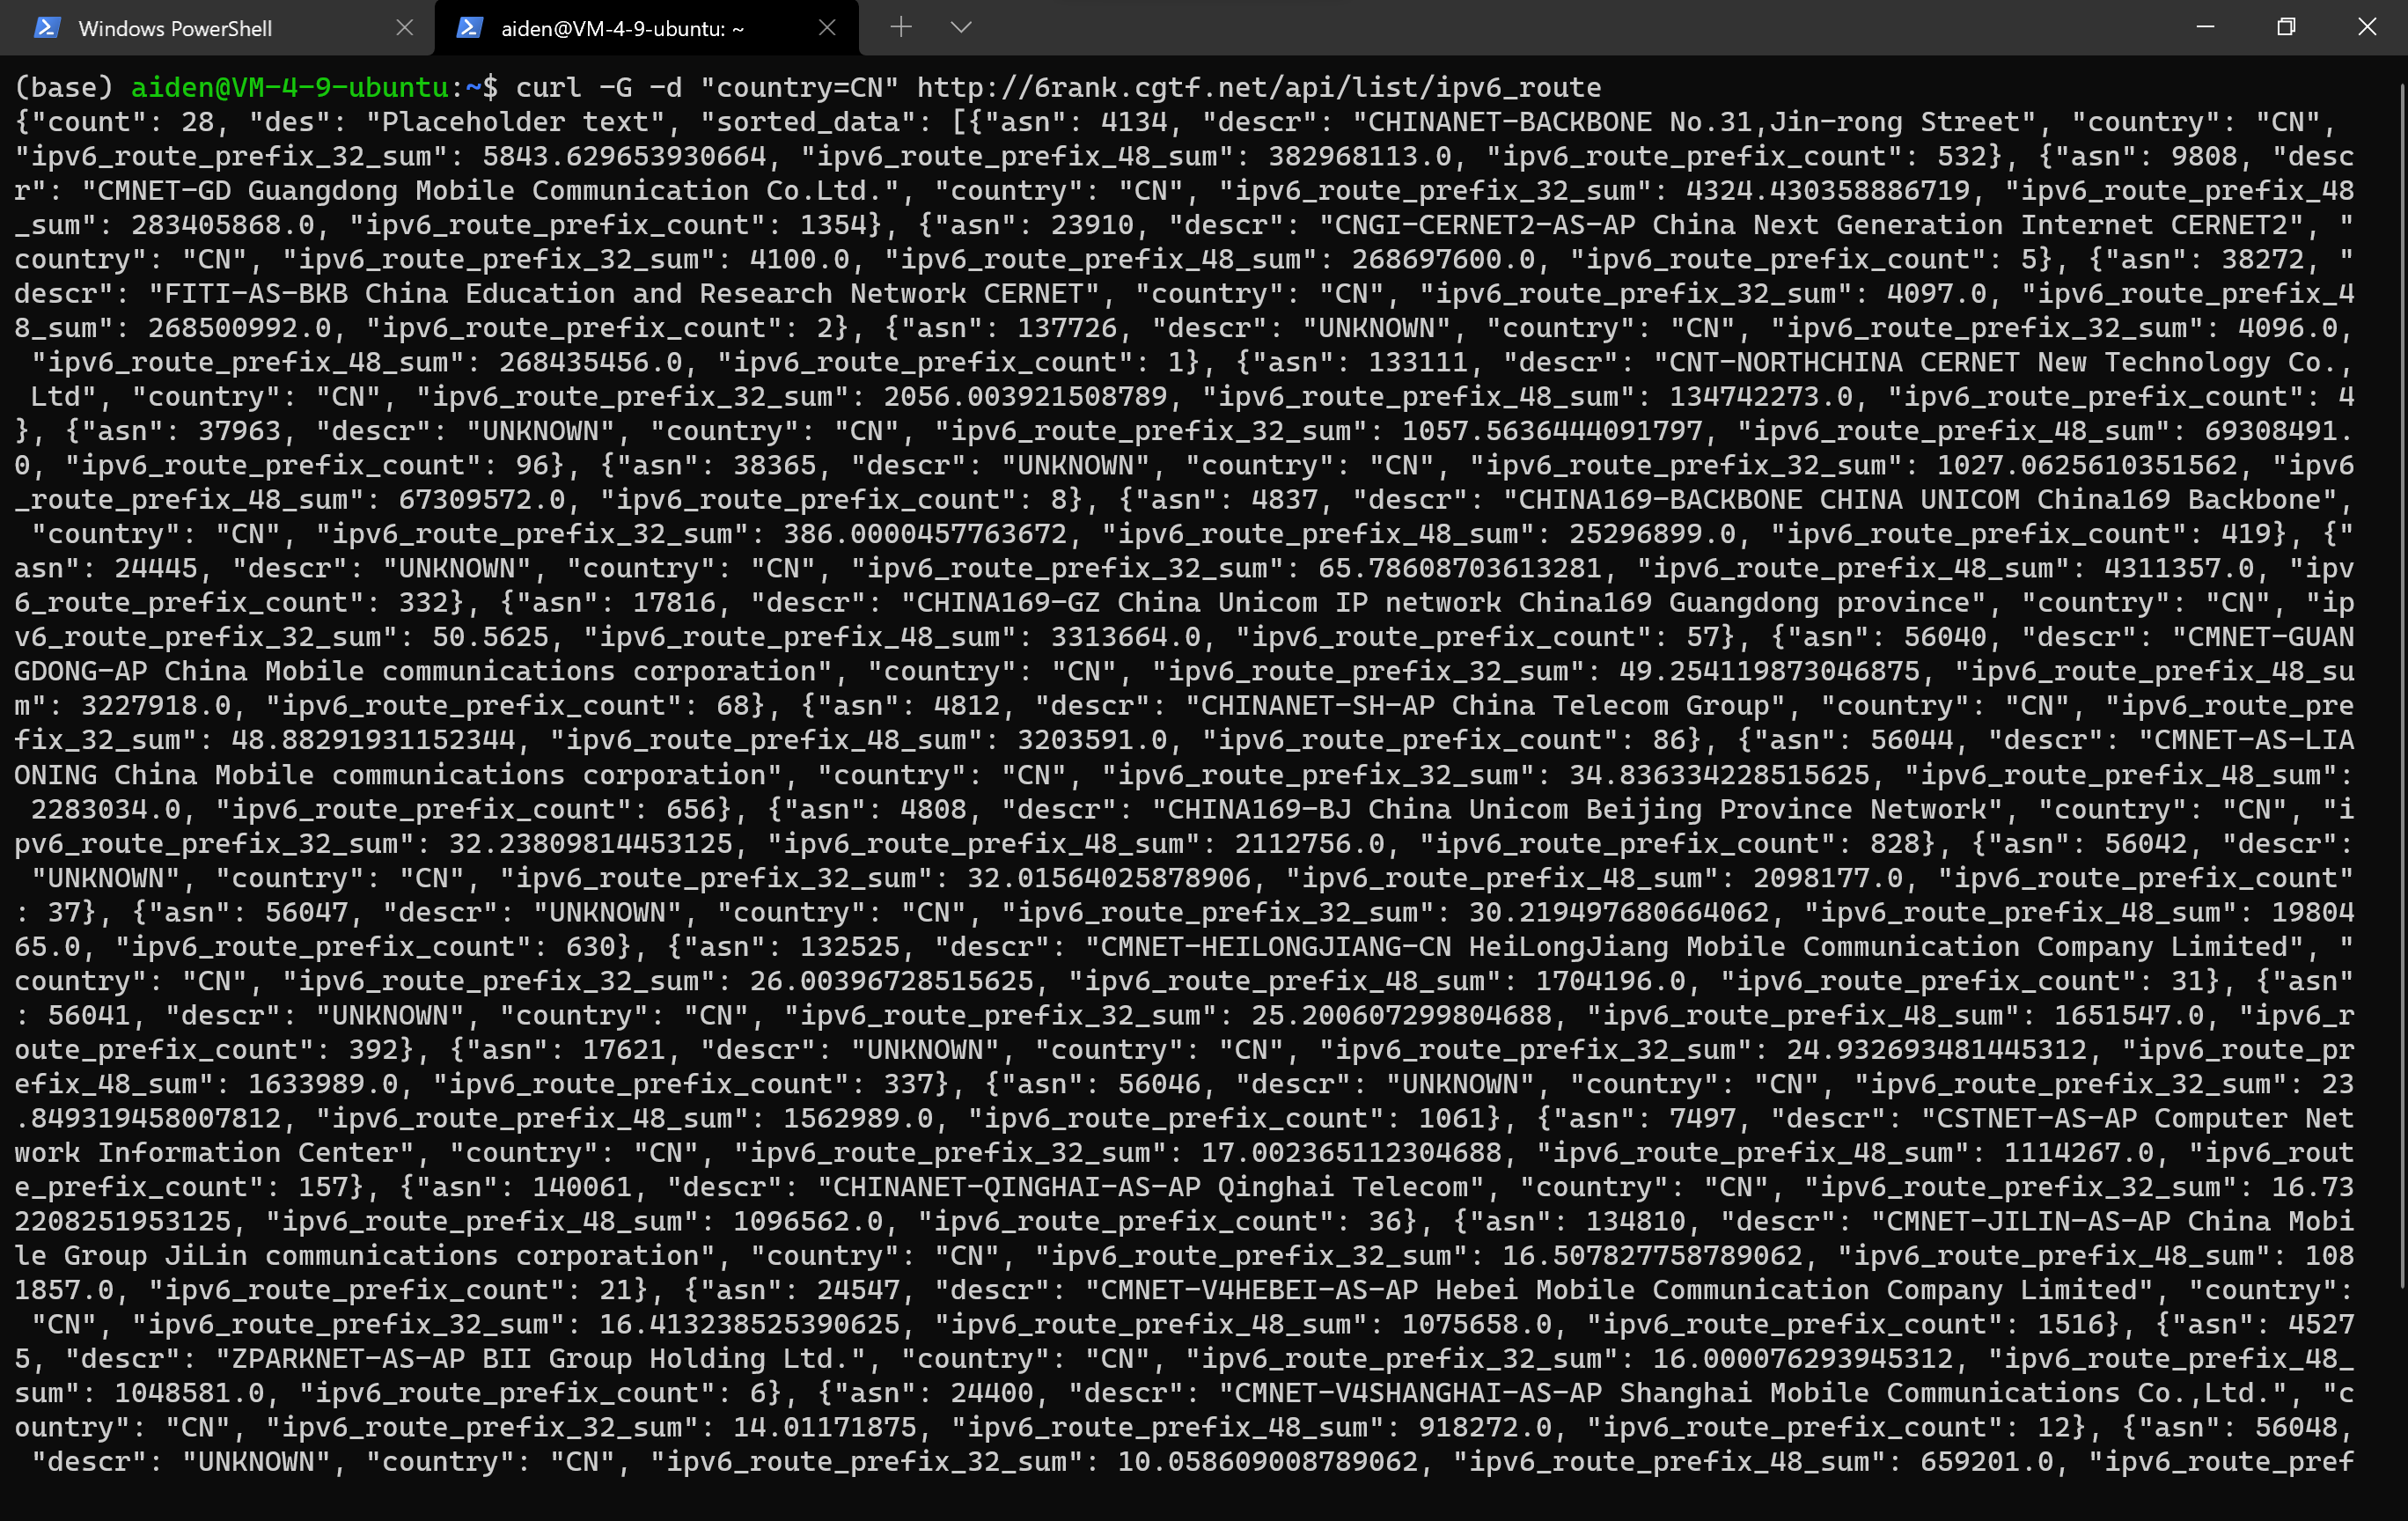 Windows PowerShell
aiden@VM-4-9-ubuntu: ~
(base) aiden@VM-4-9-ubuntu:~$ curl -G -d "country=CN" http://6rank.cgtf.net/api/list/ipv6_route
{"count": 28, "des": "Placeholder text", "sorted_data": [{"asn": 4134, "descr": "CHINANET-BACKBONE No.31,Jin-rong Street", "country": "CN",
"ipv6_route_prefix_32_sum": 5843.629653930664, "ipv6_route_prefix_48_sum": 382968113.0, "ipv6_route_prefix_count": 532}, {"asn": 9808, "desc
r": "CMNET-GD Guangdong Mobile Communication Co.Ltd.", "country": "CN", "ipv6_route_prefix_32_sum": 4324.430358886719, "ipv6_route_prefix_48
_sum": 283405868.0, "ipv6_route_prefix_count": 1354}, {"asn": 23910, "descr": "CNGI-CERNET2-AS-AP China Next Generation Internet CERNET2", "
country": "CN", "ipv6_route_prefix_32_sum": 4100.0, "ipv6_route_prefix_48_sum": 268697600.0, "ipv6_route_prefix_count": 5}, {"asn": 38272, "
descr": "FITI-AS-BKB China Education and Research Network CERNET", "country": "CN", "ipv6_route_prefix_32_sum": 4097.0, "ipv6_route_prefix_4
8_sum": 268500992.0, "ipv6_route_prefix_count": 2}, {"asn": 137726, "descr": "UNKNOWN", "country": "CN", "ipv6_route_prefix_32_sum": 4096.0,
 "ipv6_route_prefix_48_sum": 268435456.0, "ipv6_route_prefix_count": 1}, {"asn": 133111, "descr": "CNT-NORTHCHINA CERNET New Technology Co.,
 Ltd", "country": "CN", "ipv6_route_prefix_32_sum": 2056.003921508789, "ipv6_route_prefix_48_sum": 134742273.0, "ipv6_route_prefix_count": 4
}, {"asn": 37963, "descr": "UNKNOWN", "country": "CN", "ipv6_route_prefix_32_sum": 1057.5636444091797, "ipv6_route_prefix_48_sum": 69308491.
0, "ipv6_route_prefix_count": 96}, {"asn": 38365, "descr": "UNKNOWN", "country": "CN", "ipv6_route_prefix_32_sum": 1027.0625610351562, "ipv6
_route_prefix_48_sum": 67309572.0, "ipv6_route_prefix_count": 8}, {"asn": 4837, "descr": "CHINA169-BACKBONE CHINA UNICOM China169 Backbone",
 "country": "CN", "ipv6_route_prefix_32_sum": 386.0000457763672, "ipv6_route_prefix_48_sum": 25296899.0, "ipv6_route_prefix_count": 419}, {"
asn": 24445, "descr": "UNKNOWN", "country": "CN", "ipv6_route_prefix_32_sum": 65.78608703613281, "ipv6_route_prefix_48_sum": 4311357.0, "ipv
6_route_prefix_count": 332}, {"asn": 17816, "descr": "CHINA169-GZ China Unicom IP network China169 Guangdong province", "country": "CN", "ip
v6_route_prefix_32_sum": 50.5625, "ipv6_route_prefix_48_sum": 3313664.0, "ipv6_route_prefix_count": 57}, {"asn": 56040, "descr": "CMNET-GUAN
GDONG-AP China Mobile communications corporation", "country": "CN", "ipv6_route_prefix_32_sum": 49.254119873046875, "ipv6_route_prefix_48_su
m": 3227918.0, "ipv6_route_prefix_count": 68}, {"asn": 4812, "descr": "CHINANET-SH-AP China Telecom Group", "country": "CN", "ipv6_route_pre
fix_32_sum": 48.88291931152344, "ipv6_route_prefix_48_sum": 3203591.0, "ipv6_route_prefix_count": 86}, {"asn": 56044, "descr": "CMNET-AS-LIA
ONING China Mobile communications corporation", "country": "CN", "ipv6_route_prefix_32_sum": 34.836334228515625, "ipv6_route_prefix_48_sum":
 2283034.0, "ipv6_route_prefix_count": 656}, {"asn": 4808, "descr": "CHINA169-BJ China Unicom Beijing Province Network", "country": "CN", "i
pv6_route_prefix_32_sum": 32.23809814453125, "ipv6_route_prefix_48_sum": 2112756.0, "ipv6_route_prefix_count": 828}, {"asn": 56042, "descr":
 "UNKNOWN", "country": "CN", "ipv6_route_prefix_32_sum": 32.01564025878906, "ipv6_route_prefix_48_sum": 2098177.0, "ipv6_route_prefix_count"
: 37}, {"asn": 56047, "descr": "UNKNOWN", "country": "CN", "ipv6_route_prefix_32_sum": 30.219497680664062, "ipv6_route_prefix_48_sum": 19804
65.0, "ipv6_route_prefix_count": 630}, {"asn": 132525, "descr": "CMNET-HEILONGJIANG-CN HeiLongJiang Mobile Communication Company Limited", "
country": "CN", "ipv6_route_prefix_32_sum": 26.00396728515625, "ipv6_route_prefix_48_sum": 1704196.0, "ipv6_route_prefix_count": 31}, {"asn"
: 56041, "descr": "UNKNOWN", "country": "CN", "ipv6_route_prefix_32_sum": 25.200607299804688, "ipv6_route_prefix_48_sum": 1651547.0, "ipv6_r
oute_prefix_count": 392}, {"asn": 17621, "descr": "UNKNOWN", "country": "CN", "ipv6_route_prefix_32_sum": 24.932693481445312, "ipv6_route_pr
efix_48_sum": 1633989.0, "ipv6_route_prefix_count": 337}, {"asn": 56046, "descr": "UNKNOWN", "country": "CN", "ipv6_route_prefix_32_sum": 23
.849319458007812, "ipv6_route_prefix_48_sum": 1562989.0, "ipv6_route_prefix_count": 1061}, {"asn": 7497, "descr": "CSTNET-AS-AP Computer Net
work Information Center", "country": "CN", "ipv6_route_prefix_32_sum": 17.002365112304688, "ipv6_route_prefix_48_sum": 1114267.0, "ipv6_rout
e_prefix_count": 157}, {"asn": 140061, "descr": "CHINANET-QINGHAI-AS-AP Qinghai Telecom", "country": "CN", "ipv6_route_prefix_32_sum": 16.73
2208251953125, "ipv6_route_prefix_48_sum": 1096562.0, "ipv6_route_prefix_count": 36}, {"asn": 134810, "descr": "CMNET-JILIN-AS-AP China Mobi
le Group JiLin communications corporation", "country": "CN", "ipv6_route_prefix_32_sum": 16.507827758789062, "ipv6_route_prefix_48_sum": 108
1857.0, "ipv6_route_prefix_count": 21}, {"asn": 24547, "descr": "CMNET-V4HEBEI-AS-AP Hebei Mobile Communication Company Limited", "country":
 "CN", "ipv6_route_prefix_32_sum": 16.413238525390625, "ipv6_route_prefix_48_sum": 1075658.0, "ipv6_route_prefix_count": 1516}, {"asn": 4527
5, "descr": "ZPARKNET-AS-AP BII Group Holding Ltd.", "country": "CN", "ipv6_route_prefix_32_sum": 16.000076293945312, "ipv6_route_prefix_48_
sum": 1048581.0, "ipv6_route_prefix_count": 6}, {"asn": 24400, "descr": "CMNET-V4SHANGHAI-AS-AP Shanghai Mobile Communications Co.,Ltd.", "c
ountry": "CN", "ipv6_route_prefix_32_sum": 14.01171875, "ipv6_route_prefix_48_sum": 918272.0, "ipv6_route_prefix_count": 12}, {"asn": 56048,
 "descr": "UNKNOWN", "country": "CN", "ipv6_route_prefix_32_sum": 10.058609008789062, "ipv6_route_prefix_48_sum": 659201.0, "ipv6_route_pref